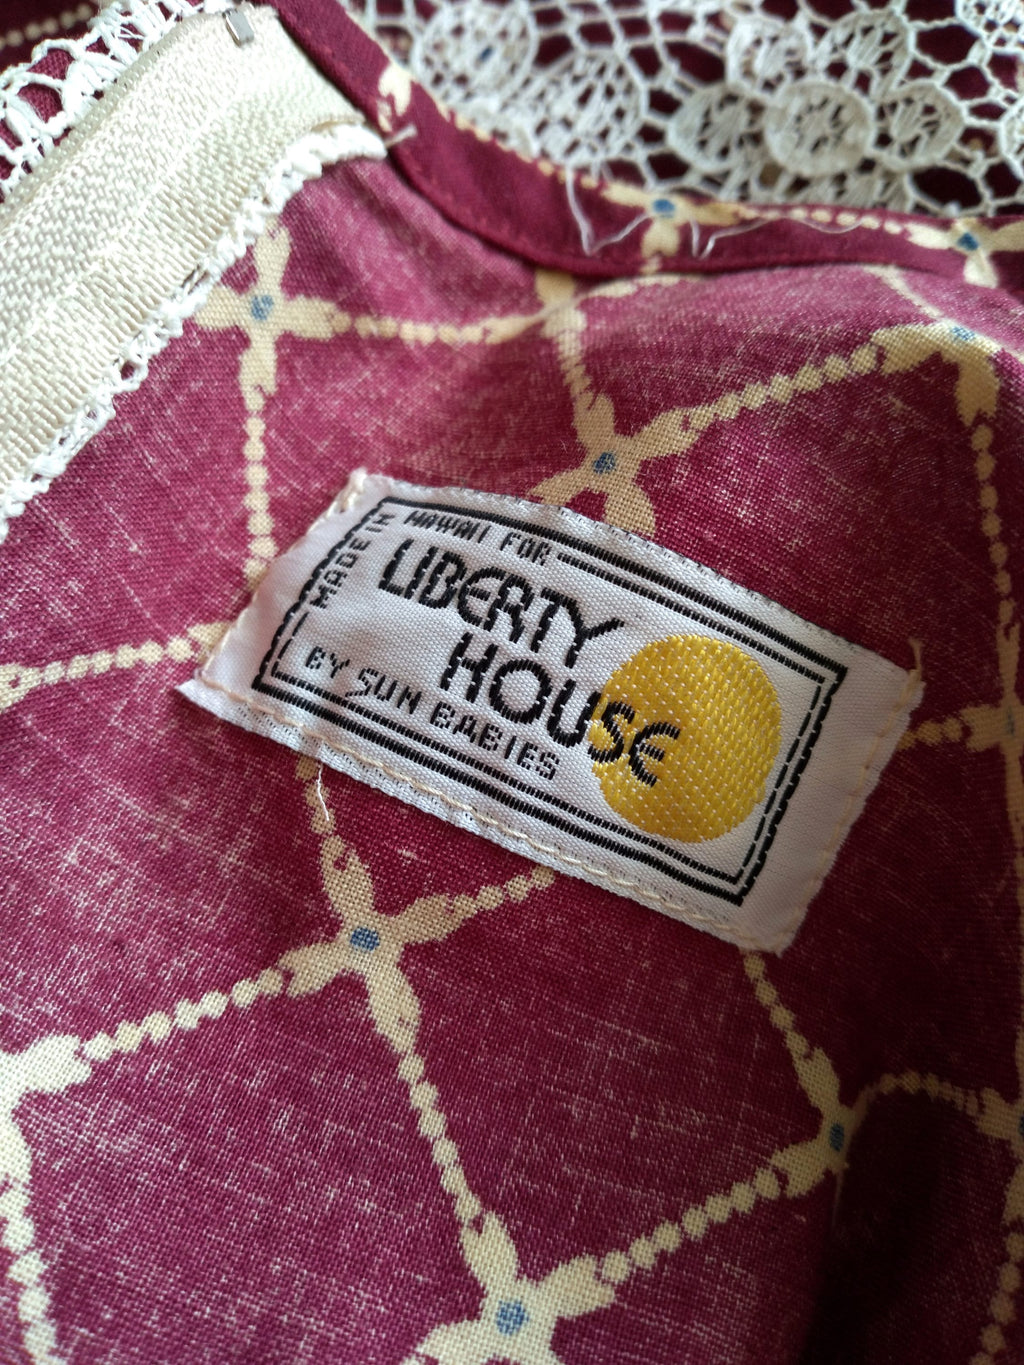 MADE IN
HAWAII FOR
LIBERTY
HOUSE
BY SUN BABIES